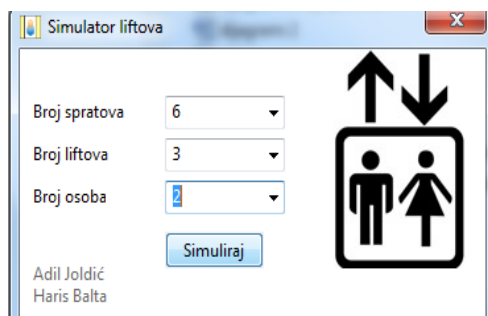 Simulator liftova
Broj spratova 6
Broj liftova 3
Broj osoba 2
Simuliraj
Adil Joldić
Haris Balta